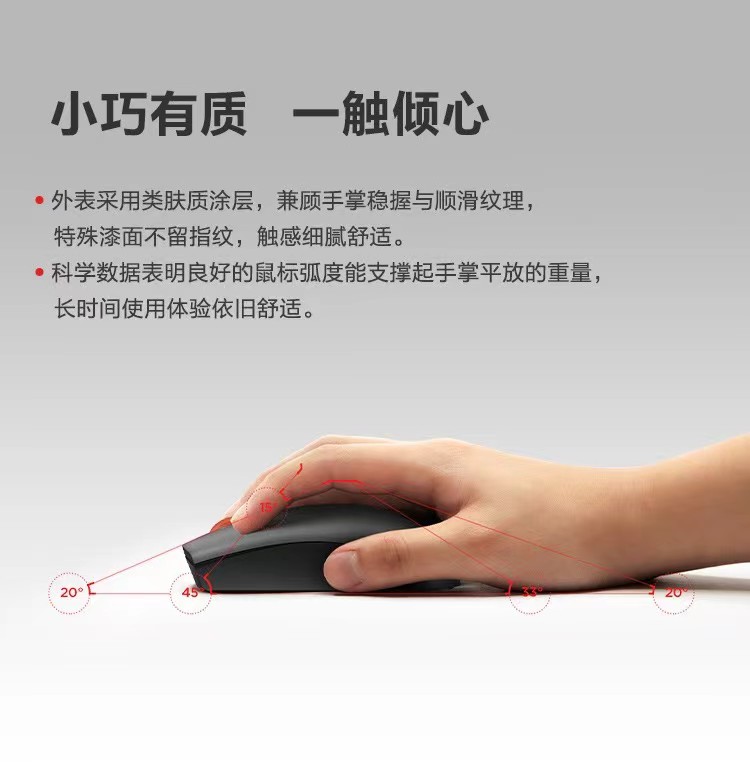 小巧有质 一触倾心
• 外表采用类肤质涂层，兼顾手掌稳握与顺滑纹理，
特殊漆面不留指纹，触感细腻舒适。
• 科学数据表明良好的鼠标弧度能支撑起手掌平放的重量，
长时间使用体验依旧舒适。
15°
20° 45° 33° 20°